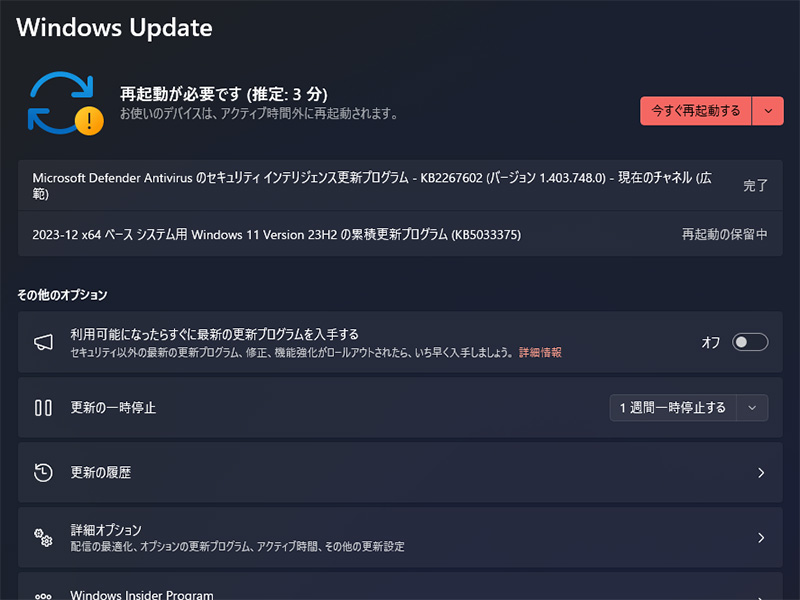 Windows Update
再起動が必要です (推定: 3 分)
お使いのデバイスは、アクティブ時間外に再起動されます。
今すぐ再起動する
Microsoft Defender Antivirus のセキュリティ インテリジェンス更新プログラム - KB2267602 (バージョン 1.403.748.0) - 現在のチャネル (広
範)
完了
2023-12 x64 ベース システム用 Windows 11 Version 23H2 の累積更新プログラム (KB5033375)
再起動の保留中
その他のオプション
利用可能になったらすぐに最新の更新プログラムを入手する
セキュリティ以外の最新の更新プログラム、修正、機能強化がロールアウトされたら、いち早く入手しましょう。 詳細情報
オフ
更新の一時停止
1 週間一時停止する
更新の履歴
詳細オプション
配信の最適化、オプションの更新プログラム、アクティブ時間、その他の更新設定
Windows Insider Program